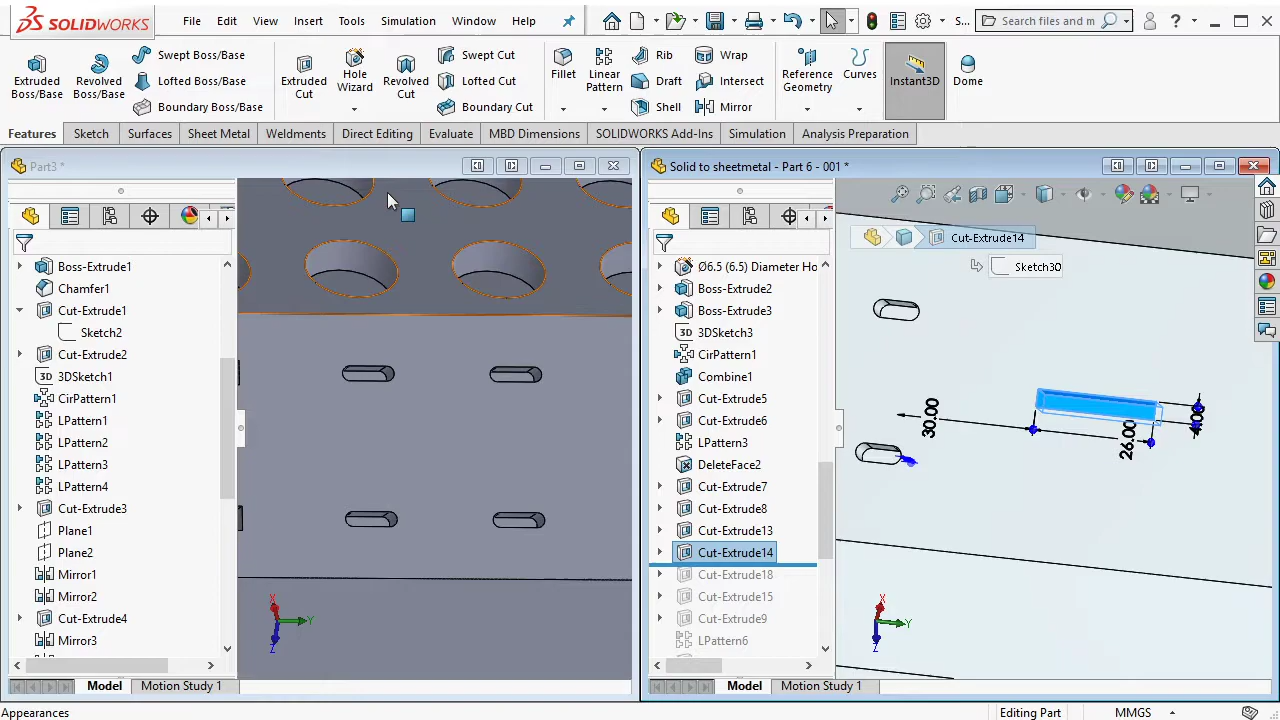 SOLIDWORKS
File Edit View Insert Tools Simulation Window Help
S... Search files and m
Extruded Boss/Base
Revolved Boss/Base
Swept Boss/Base
Lofted Boss/Base
Boundary Boss/Base
Extruded Cut
Hole Wizard
Revolved Cut
Swept Cut
Lofted Cut
Boundary Cut
Fillet
Linear Pattern
Rib
Draft
Shell
Wrap
Intersect
Mirror
Reference Geometry
Curves
Instant3D
Dome
Features Sketch Surfaces Sheet Metal Weldments Direct Editing Evaluate MBD Dimensions SOLIDWORKS Add-Ins Simulation Analysis Preparation
Part3 *
Boss-Extrude1
Chamfer1
Cut-Extrude1
Sketch2
Cut-Extrude2
3D 3DSketch1
CirPattern1
LPattern1
LPattern2
LPattern3
LPattern4
Cut-Extrude3
Plane1
Plane2
Mirror1
Mirror2
Cut-Extrude4
Mirror3
X
Y
Z
Model Motion Study 1
Solid to sheetmetal - Part 6 - 001 *
Ø6.5 (6.5) Diameter Ho
Boss-Extrude2
Boss-Extrude3
3D 3DSketch3
CirPattern1
Combine1
Cut-Extrude5
Cut-Extrude6
LPattern3
DeleteFace2
Cut-Extrude7
Cut-Extrude8
Cut-Extrude13
Cut-Extrude14
Cut-Extrude18
Cut-Extrude15
Cut-Extrude9
LPattern6
Cut-Extrude14
Sketch30
30.00
26.00
X
Y
Z
Model Motion Study 1
Appearances
Editing Part MMGS